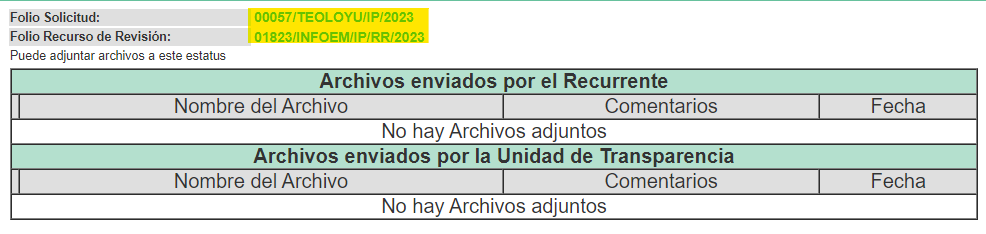 Folio Solicitud: 00057/TEOLOYU/IP/2023
Folio Recurso de Revisión: 01823/INFOEM/IP/RR/2023
Puede adjuntar archivos a este estatus
Archivos enviados por el Recurrente
Nombre del Archivo Comentarios Fecha
No hay Archivos adjuntos
Archivos enviados por la Unidad de Transparencia
Nombre del Archivo Comentarios Fecha
No hay Archivos adjuntos